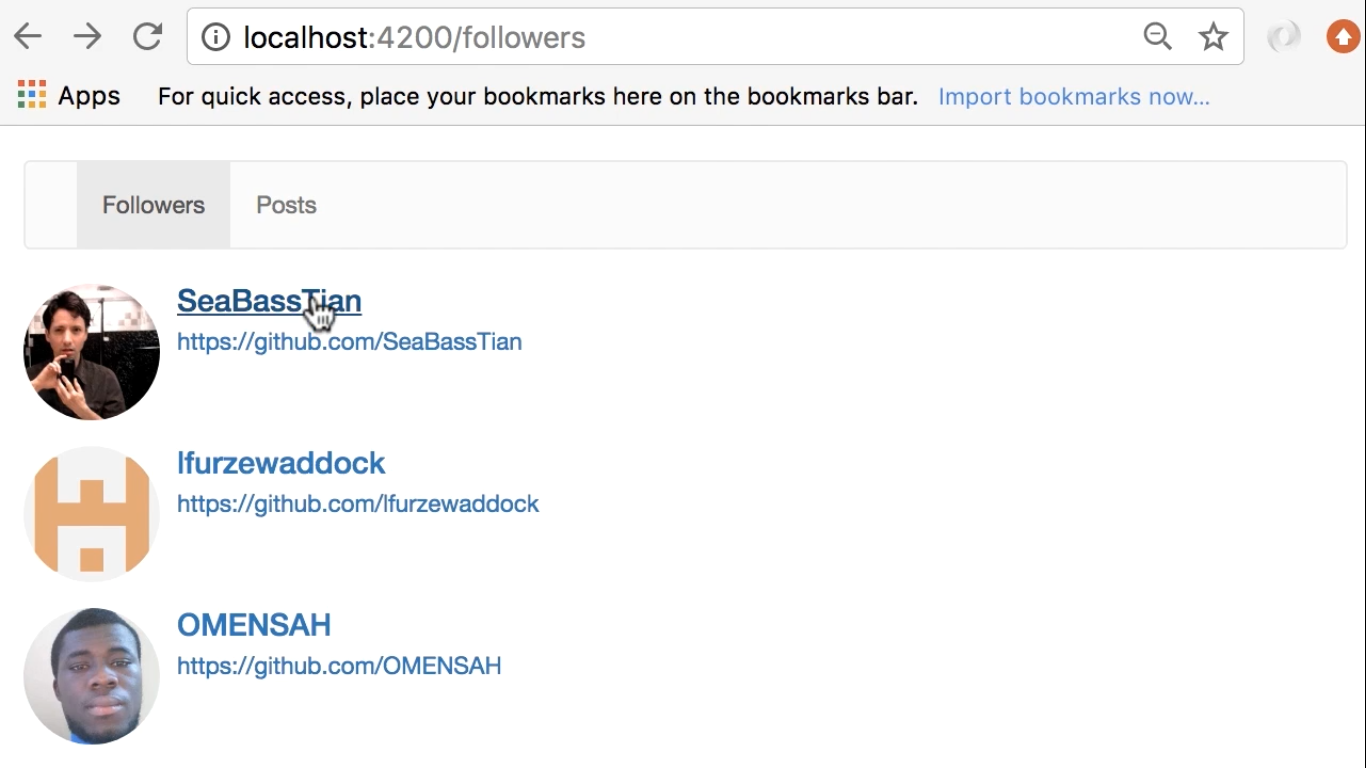 localhost:4200/followers
Apps For quick access, place your bookmarks here on the bookmarks bar. Import bookmarks now...
Followers Posts
SeaBassTian
https://github.com/SeaBassTian
lfurzewaddock
https://github.com/lfurzewaddock
OMENSAH
https://github.com/OMENSAH